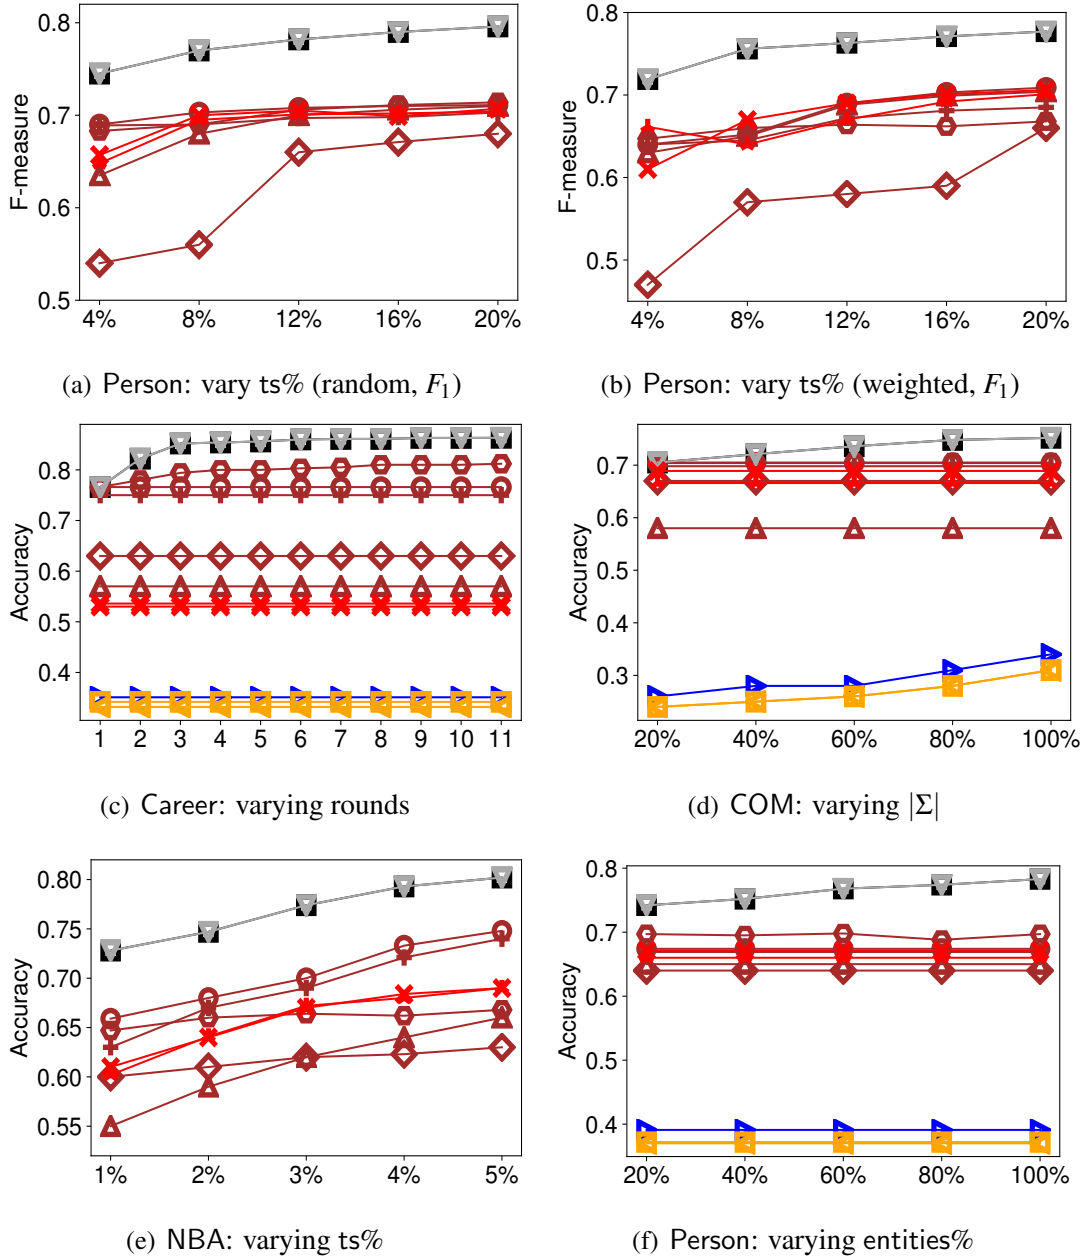 0.8
0.7
0.6
0.5
F-measure
4% 8% 12% 16% 20%
(a) Person: vary ts% (random, F1)
0.8
0.7
0.6
0.5
F-measure
4% 8% 12% 16% 20%
(b) Person: vary ts% (weighted, F1)
0.8
0.7
0.6
0.5
0.4
Accuracy
1 2 3 4 5 6 7 8 9 10 11
(c) Career: varying rounds
0.7
0.6
0.5
0.4
0.3
Accuracy
20% 40% 60% 80% 100%
(d) COM: varying |Σ|
0.80
0.75
0.70
0.65
0.60
0.55
Accuracy
1% 2% 3% 4% 5%
(e) NBA: varying ts%
0.8
0.7
0.6
0.5
0.4
Accuracy
20% 40% 60% 80% 100%
(f) Person: varying entities%